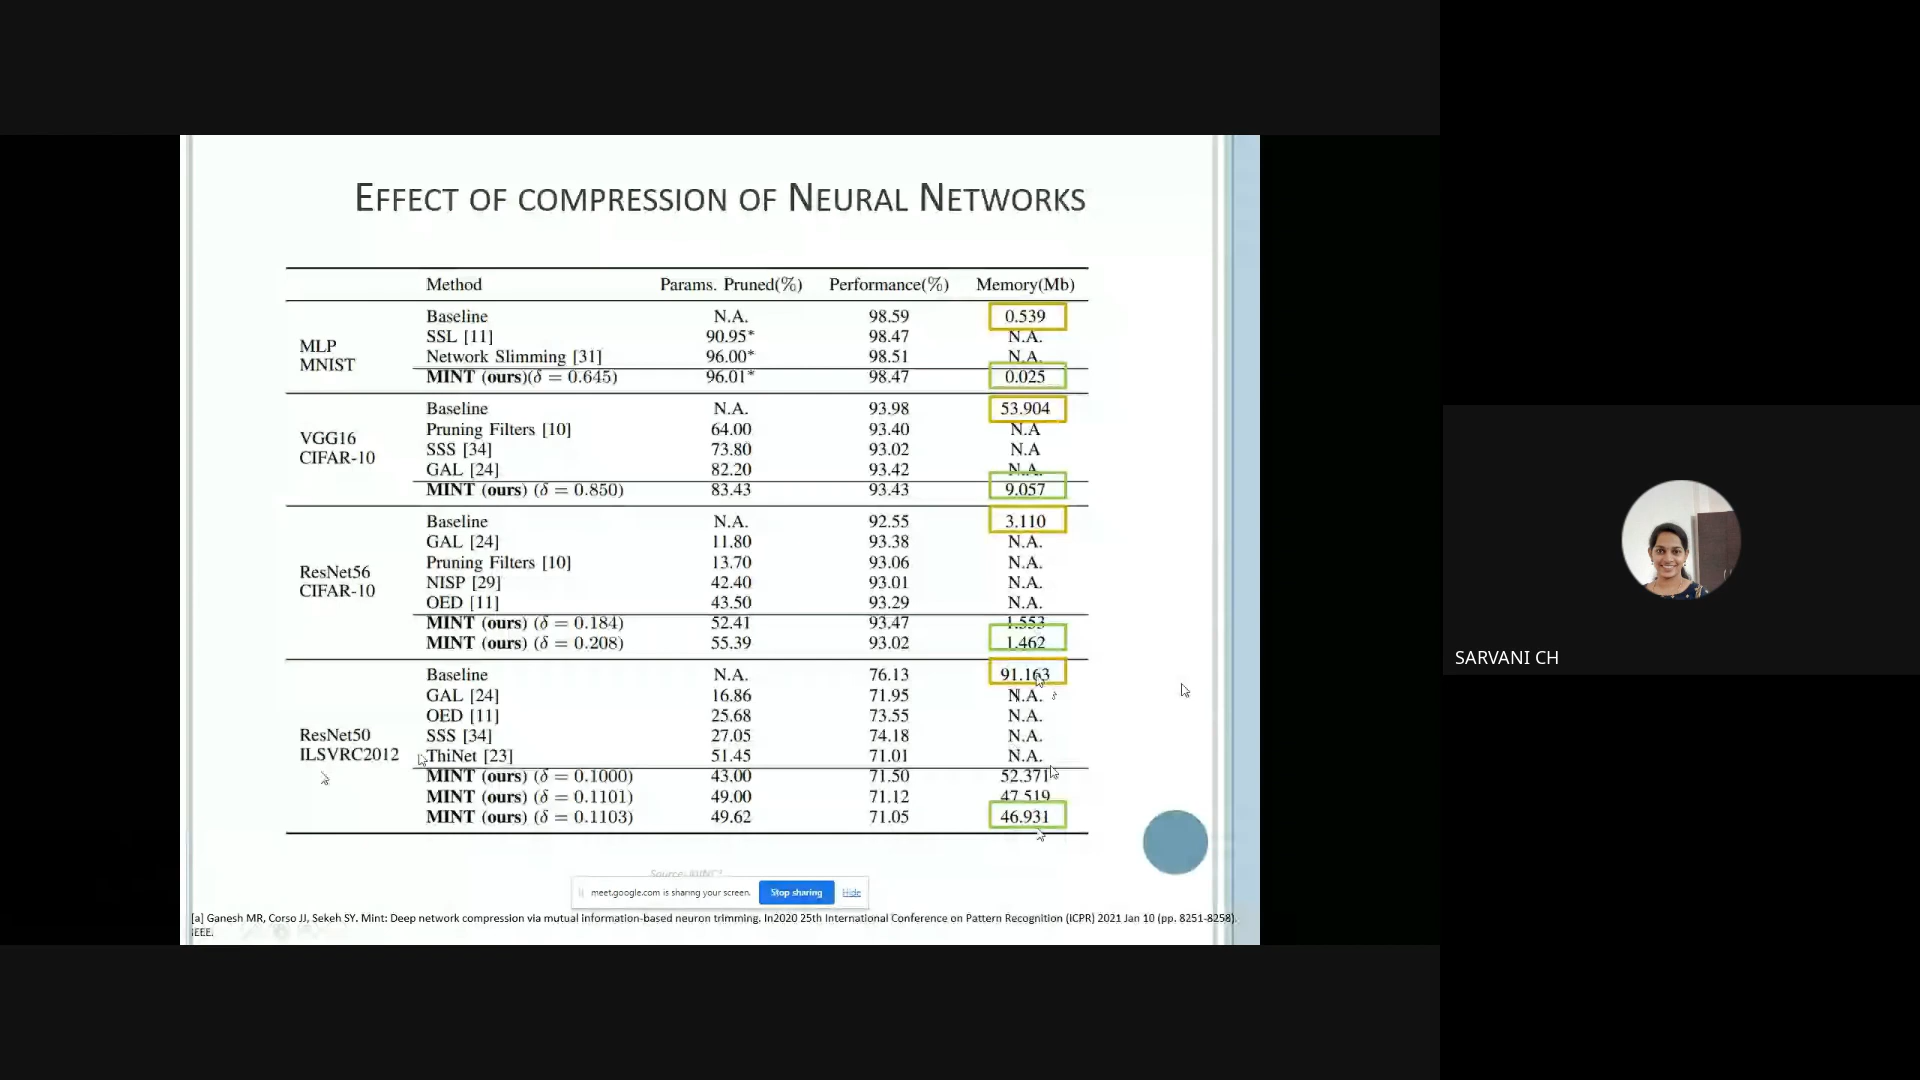 EFFECT OF COMPRESSION OF NEURAL NETWORKS
Method Params. Pruned(%) Performance(%) Memory(Mb)
MLP
MNIST
Baseline N.A. 98.59 0.539
SSL [11] 90.95* 98.47 N.A.
Network Slimming [31] 96.00* 98.51 N.A.
MINT (ours)(δ = 0.645) 96.01* 98.47 0.025
VGG16
CIFAR-10
Baseline N.A. 93.98 53.904
Pruning Filters [10] 64.00 93.40 N.A
SSS [34] 73.80 93.02 N.A
GAL [24] 82.20 93.42 N.A.
MINT (ours) (δ = 0.850) 83.43 93.43 9.057
ResNet56
CIFAR-10
Baseline N.A. 92.55 3.110
GAL [24] 11.80 93.38 N.A.
Pruning Filters [10] 13.70 93.06 N.A.
NISP [29] 42.40 93.01 N.A.
OED [11] 43.50 93.29 N.A.
MINT (ours) (δ = 0.184) 52.41 93.47 1.553
MINT (ours) (δ = 0.208) 55.39 93.02 1.462
ResNet50
ILSVRC2012
Baseline N.A. 76.13 91.163
GAL [24] 16.86 71.95 N.A.
OED [11] 25.68 73.55 N.A.
SSS [34] 27.05 74.18 N.A.
ThiNet [23] 51.45 71.01 N.A.
MINT (ours) (δ = 0.1000) 43.00 71.50 52.371
MINT (ours) (δ = 0.1101) 49.00 71.12 47.519
MINT (ours) (δ = 0.1103) 49.62 71.05 46.931
meet.google.com is sharing your screen. Stop sharing Hide
[a] Ganesh MR, Corso JJ, Sekeh SY. Mint: Deep network compression via mutual information-based neuron trimming. In2020 25th International Conference on Pattern Recognition (ICPR) 2021 Jan 10 (pp. 8251-8258).
IEEE.
SARVANI CH